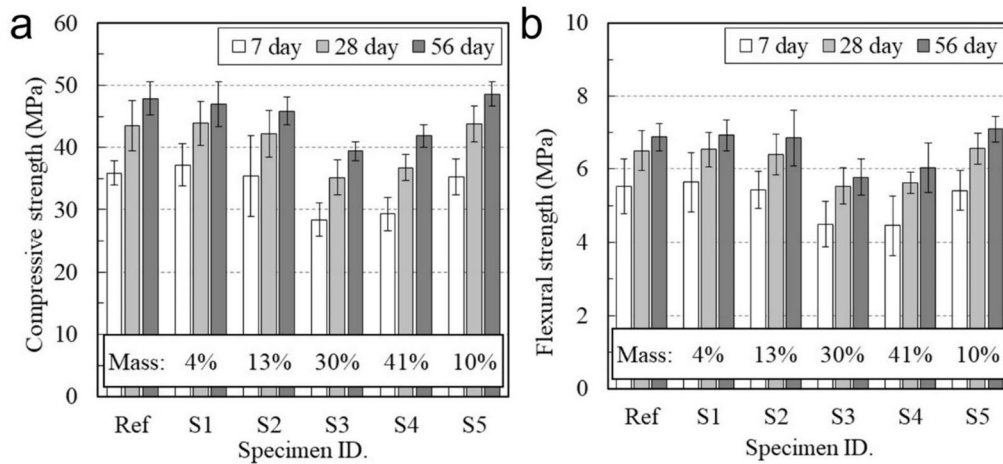 a
7 day 28 day 56 day
Compressive strength (MPa)
60
50
40
30
20
10
0
Mass: 4% 13% 30% 41% 10%
Ref S1 S2 S3 S4 S5
Specimen ID.
b
7 day 28 day 56 day
Flexural strength (MPa)
10
8
6
4
2
0
Mass: 4% 13% 30% 41% 10%
Ref S1 S2 S3 S4 S5
Specimen ID.